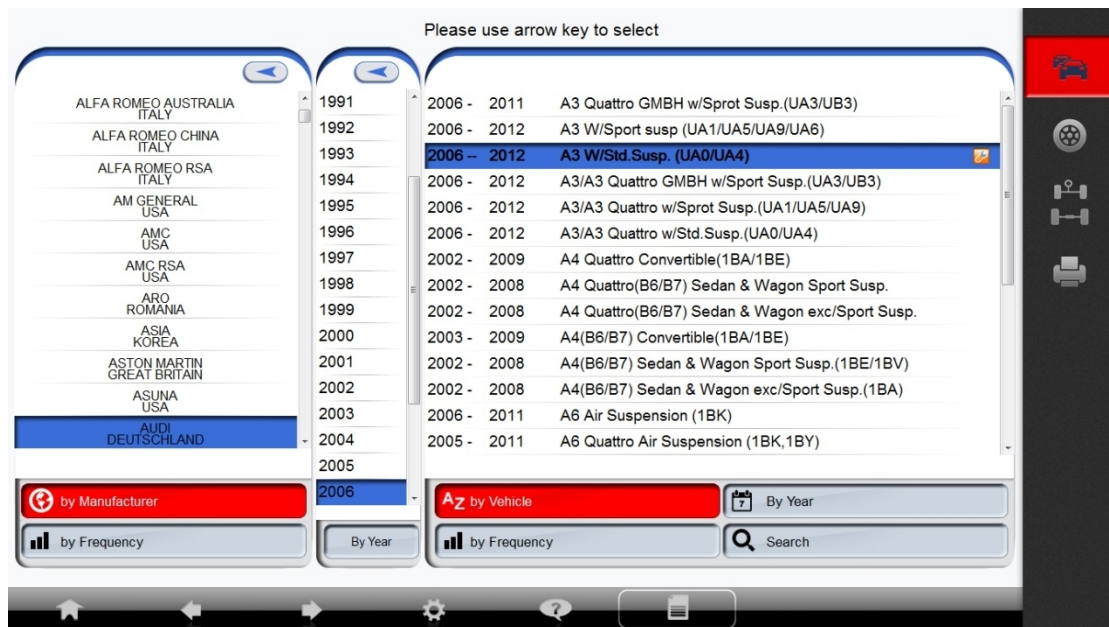 Please use arrow key to select
ALFA ROMEO AUSTRALIA
ITALY
ALFA ROMEO CHINA
ITALY
ALFA ROMEO RSA
ITALY
AM GENERAL
USA
AMC
USA
AMC RSA
USA
ARO
ROMANIA
ASIA
KOREA
ASTON MARTIN
GREAT BRITAIN
ASUNA
USA
AUDI
DEUTSCHLAND
by Manufacturer
by Frequency
1991
1992
1993
1994
1995
1996
1997
1998
1999
2000
2001
2002
2003
2004
2005
2006
By Year
2006 - 2011 A3 Quattro GMBH w/Sprot Susp.(UA3/UB3)
2006 - 2012 A3 W/Sport susp (UA1/UA5/UA9/UA6)
2006 -- 2012 A3 W/Std.Susp. (UA0/UA4)
2006 - 2012 A3/A3 Quattro GMBH w/Sport Susp.(UA3/UB3)
2006 - 2012 A3/A3 Quattro w/Sprot Susp.(UA1/UA5/UA9)
2006 - 2012 A3/A3 Quattro w/Std.Susp.(UA0/UA4)
2002 - 2009 A4 Quattro Convertible(1BA/1BE)
2002 - 2008 A4 Quattro(B6/B7) Sedan & Wagon Sport Susp.
2002 - 2008 A4 Quattro(B6/B7) Sedan & Wagon exc/Sport Susp.
2003 - 2009 A4(B6/B7) Convertible(1BA/1BE)
2002 - 2008 A4(B6/B7) Sedan & Wagon Sport Susp.(1BE/1BV)
2002 - 2008 A4(B6/B7) Sedan & Wagon exc/Sport Susp.(1BA)
2006 - 2011 A6 Air Suspension (1BK)
2005 - 2011 A6 Quattro Air Suspension (1BK,1BY)
AZ by Vehicle
7 By Year
by Frequency
Search
?